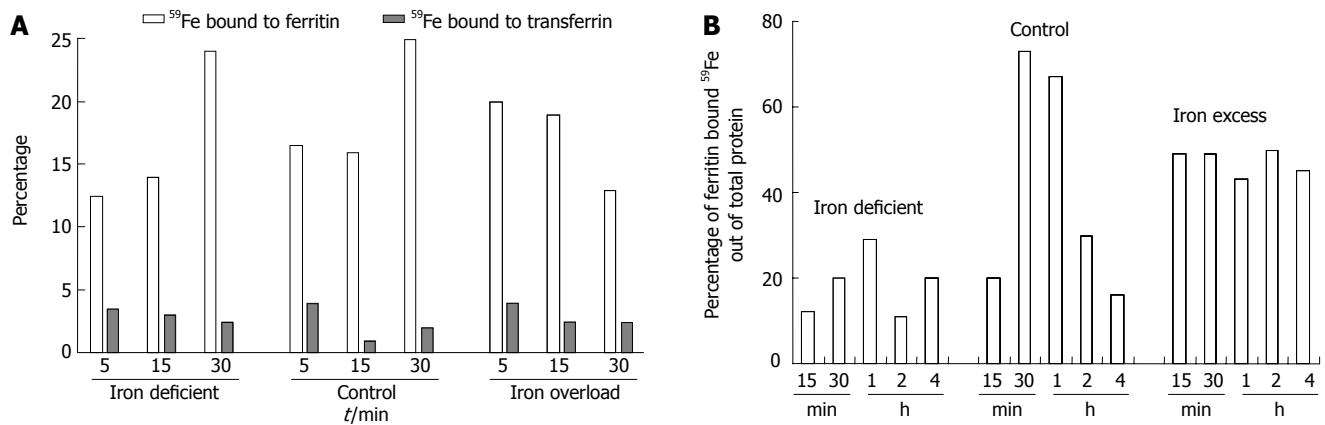 A
⁵⁹Fe bound to ferritin ⁵⁹Fe bound to transferrin
Percentage
25
20
15
10
5
0
5 15 30 5 15 30 5 15 30
Iron deficient Control Iron overload
t/min
B
Percentage of ferritin bound ⁵⁹Fe
out of total protein
80
60
40
20
0
Control
Iron excess
Iron deficient
15 30 1 2 4 15 30 1 2 4 15 30 1 2 4
min h min h min h